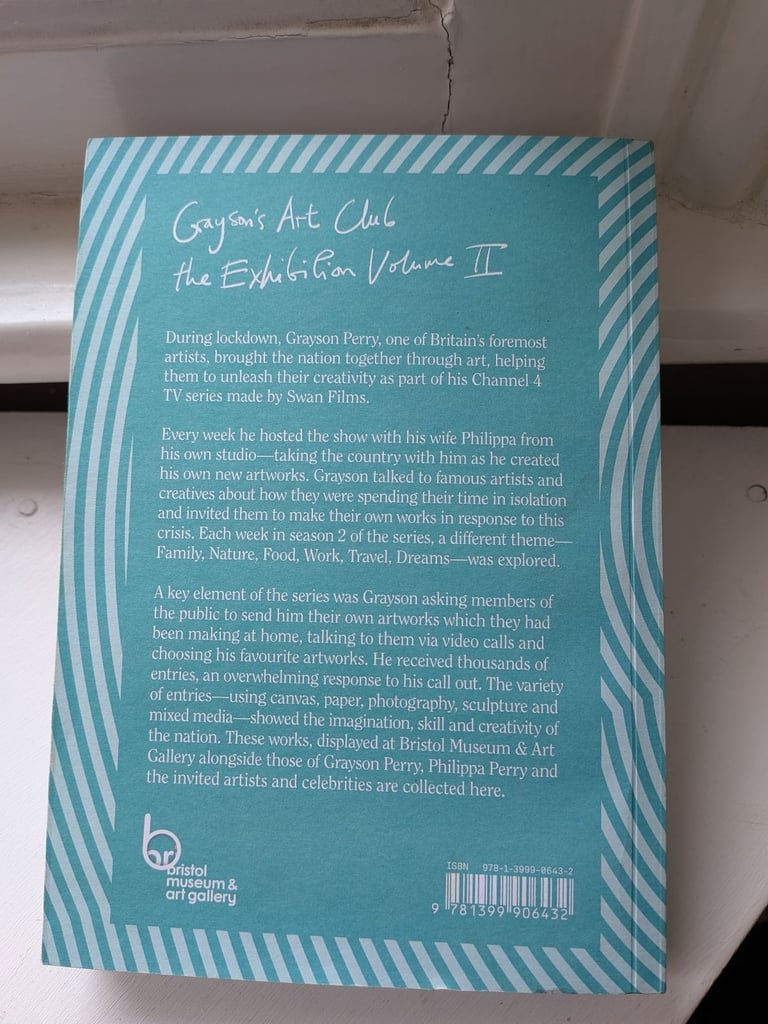 Grayson's Art Club
the Exhibition Volume II
During lockdown, Grayson Perry, one of Britain's foremost
artists, brought the nation together through art, helping
them to unleash their creativity as part of his Channel 4
TV series made by Swan Films.
Every week he hosted the show with his wife Philippa from
his own studio—taking the country with him as he created
his own new artworks. Grayson talked to famous artists and
creatives about how they were spending their time in isolation
and invited them to make their own works in response to this
crisis. Each week in season 2 of the series, a different theme—
Family, Nature, Food, Work, Travel, Dreams—was explored.
A key element of the series was Grayson asking members of
the public to send him their own artworks which they had
been making at home, talking to them via video calls and
choosing his favourite artworks. He received thousands of
entries, an overwhelming response to his call out. The variety
of entries—using canvas, paper, photography, sculpture and
mixed media—showed the imagination, skill and creativity of
the nation. These works, displayed at Bristol Museum & Art
Gallery alongside those of Grayson Perry, Philippa Perry and
the invited artists and celebrities are collected here.
br
bristol
museum &
art gallery
ISBN 978-1-3999-0643-2
9 781399 906432